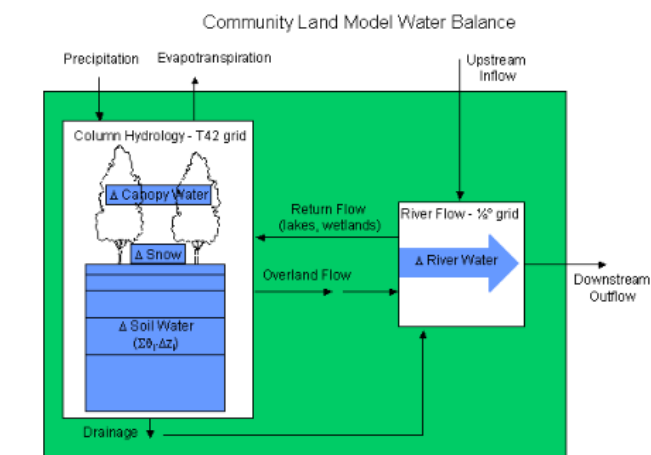 Community Land Model Water Balance
Precipitation
Evapotranspiration
Upstream
Inflow
Column Hydrology - T42 grid
Δ Canopy Water
Δ Snow
Δ Soil Water
(Σθᵢ·Δzᵢ)
Return Flow
(lakes, wetlands)
Overland Flow
River Flow - ⅛° grid
Δ River Water
Downstream
Outflow
Drainage